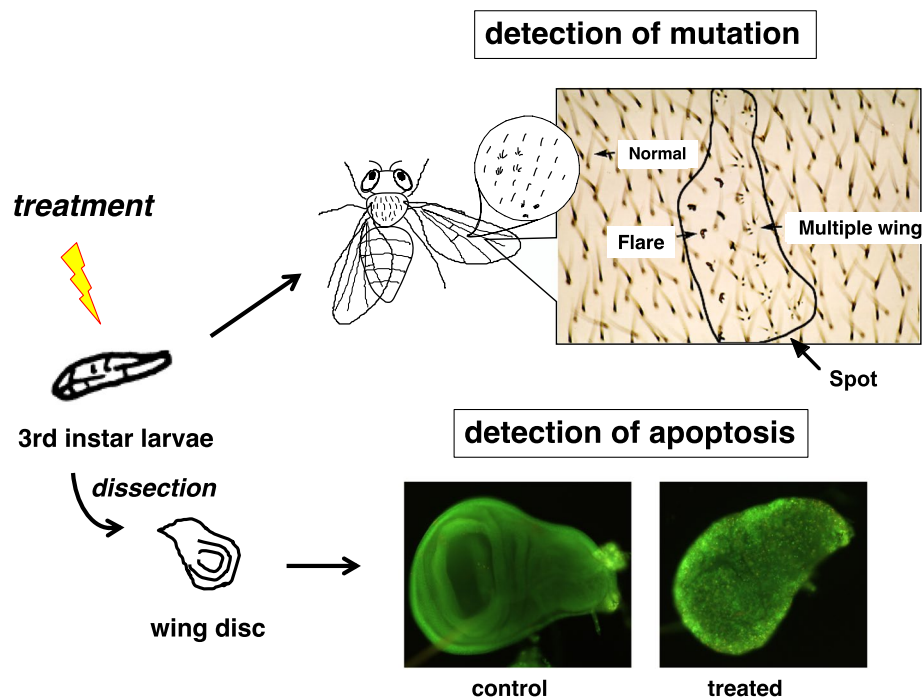 detection of mutation
Normal
treatment
Flare
Multiple wing
Spot
3rd instar larvae
detection of apoptosis
dissection
wing disc
control
treated